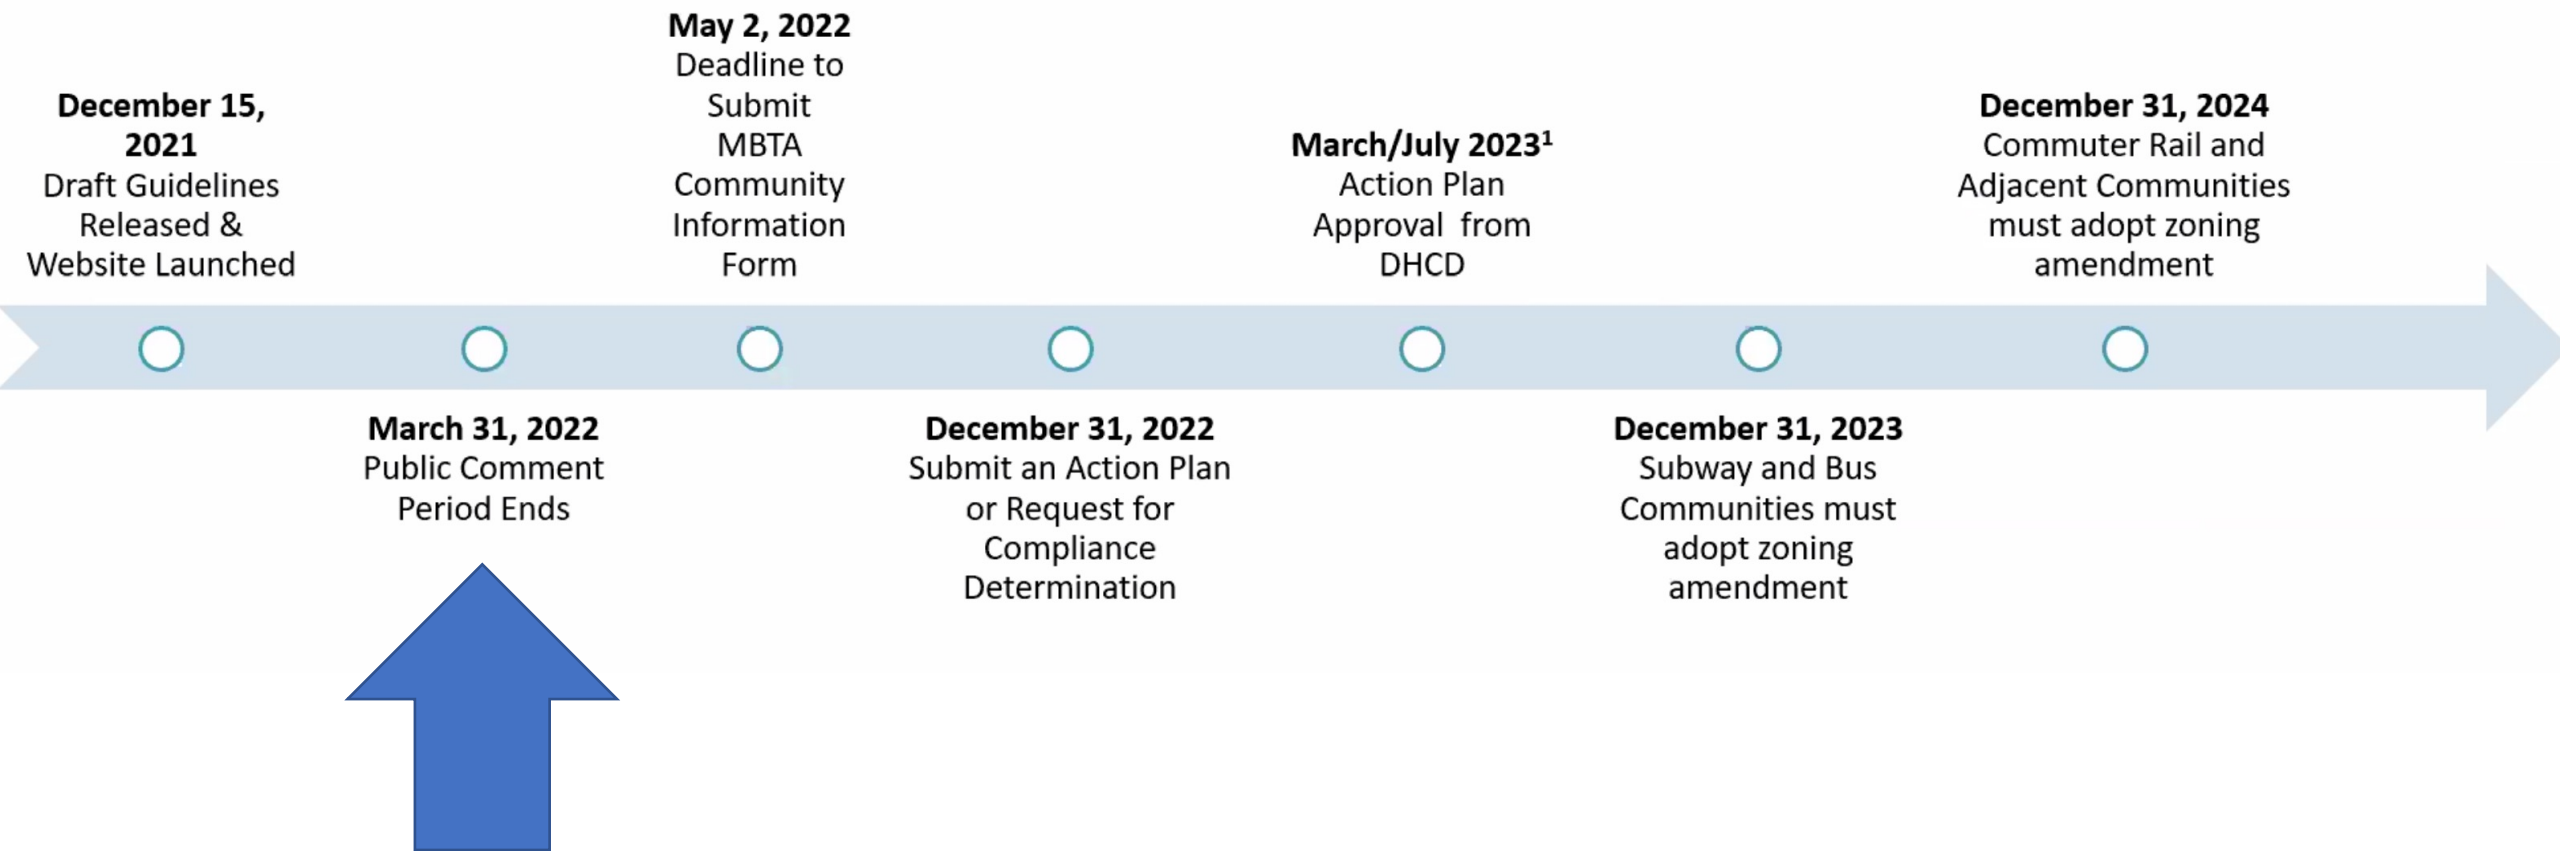 December 15,
2021
Draft Guidelines
Released &
Website Launched
March 31, 2022
Public Comment
Period Ends
May 2, 2022
Deadline to
Submit
MBTA
Community
Information
Form
December 31, 2022
Submit an Action Plan
or Request for
Compliance
Determination
March/July 2023¹
Action Plan
Approval from
DHCD
December 31, 2023
Subway and Bus
Communities must
adopt zoning
amendment
December 31, 2024
Commuter Rail and
Adjacent Communities
must adopt zoning
amendment